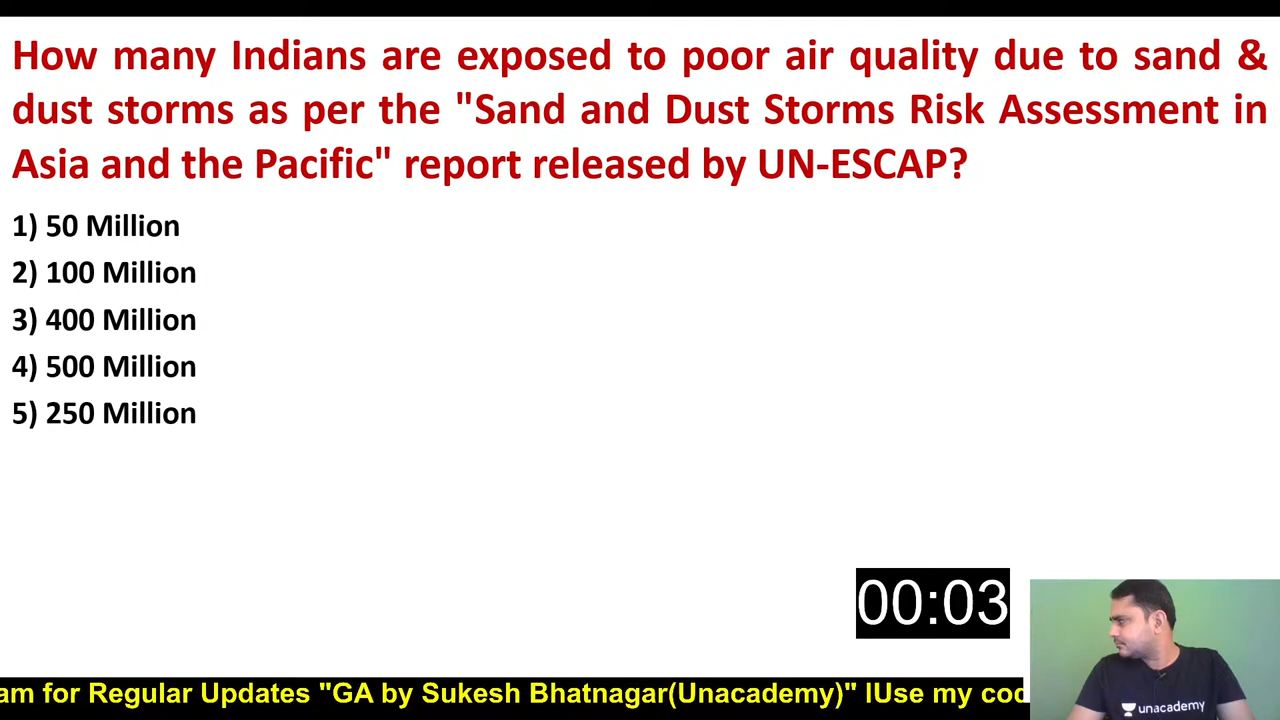 How many Indians are exposed to poor air quality due to sand &
dust storms as per the "Sand and Dust Storms Risk Assessment in
Asia and the Pacific" report released by UN-ESCAP?
1) 50 Million
2) 100 Million
3) 400 Million
4) 500 Million
5) 250 Million
00:03
unacademy
am for Regular Updates "GA by Sukesh Bhatnagar(Unacademy)" lUse my cod